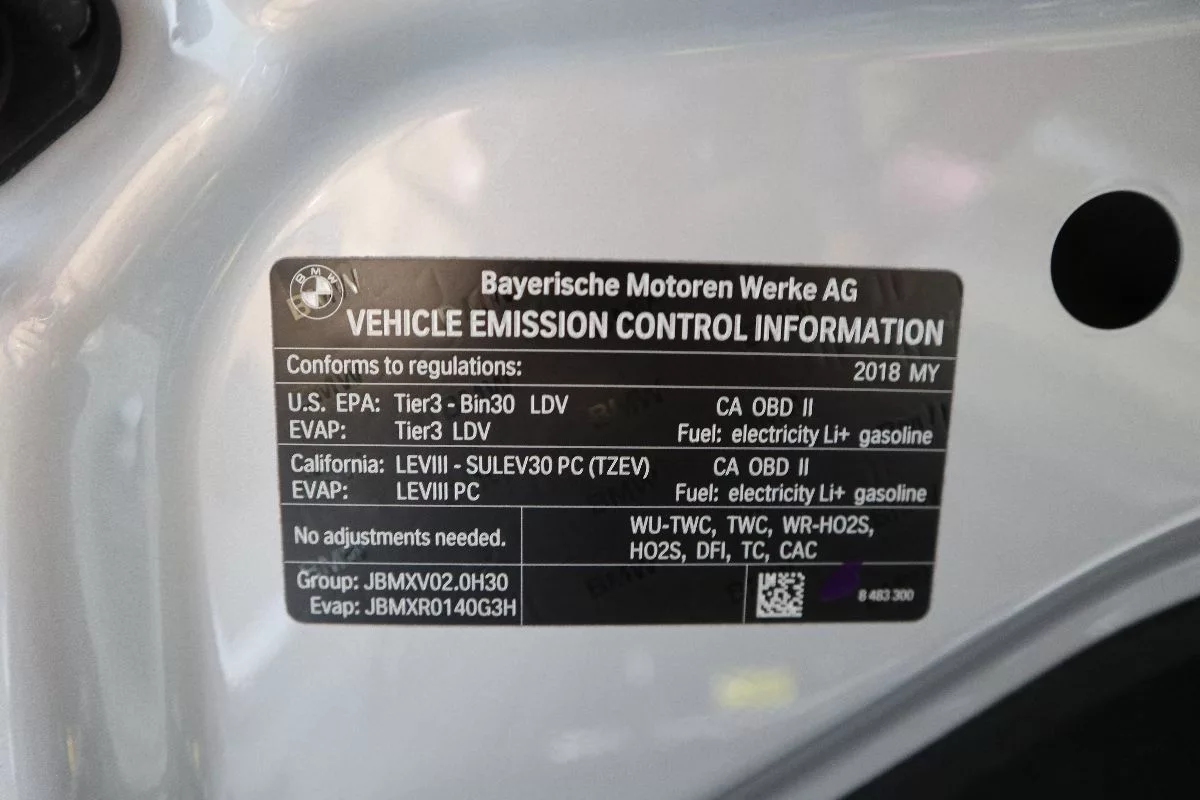 BMW
Bayerische Motoren Werke AG
VEHICLE EMISSION CONTROL INFORMATION
Conforms to regulations: 2018 MY
U.S. EPA: Tier3 - Bin30 LDV CA OBD II
EVAP: Tier3 LDV Fuel: electricity Li+ gasoline
California: LEVIII - SULEV30 PC (TZEV) CA OBD II
EVAP: LEVIII PC Fuel: electricity Li+ gasoline
No adjustments needed.
WU-TWC, TWC, WR-HO2S,
HO2S, DFI, TC, CAC
Group: JBMXV02.0H30
Evap: JBMXR0140G3H
8 483 300